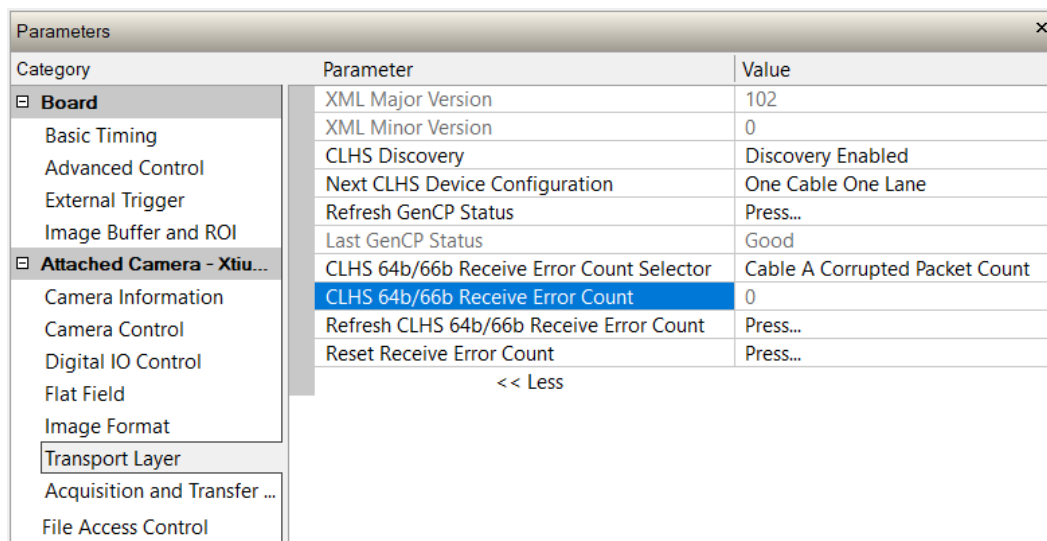 Parameters ×
Category Parameter Value
Board
Basic Timing
Advanced Control
External Trigger
Image Buffer and ROI
Attached Camera - Xtiu...
Camera Information
Camera Control
Digital IO Control
Flat Field
Image Format
Transport Layer
Acquisition and Transfer ...
File Access Control
XML Major Version 102
XML Minor Version 0
CLHS Discovery Discovery Enabled
Next CLHS Device Configuration One Cable One Lane
Refresh GenCP Status Press...
Last GenCP Status Good
CLHS 64b/66b Receive Error Count Selector Cable A Corrupted Packet Count
CLHS 64b/66b Receive Error Count 0
Refresh CLHS 64b/66b Receive Error Count Press...
Reset Receive Error Count Press...
<< Less